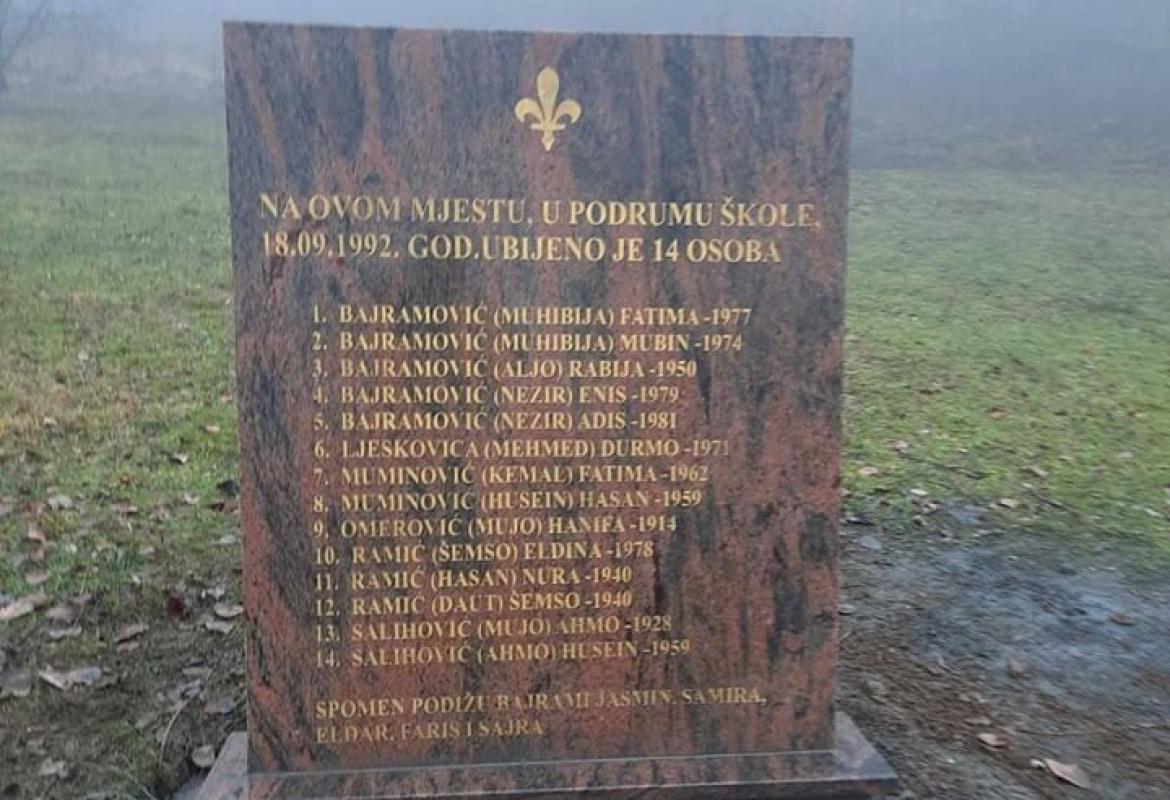 NA OVOM MJESTU, U PODRUMU ŠKOLE,
18.09.1992. GOD.UBIJENO JE 14 OSOBA
1. BAJRAMOVIĆ (MUHIBIJA) FATIMA -1977
2. BAJRAMOVIĆ (MUHIBIJA) MUBIN -1974
3. BAJRAMOVIĆ (ALJO) RABIJA -1950
4. BAJRAMOVIĆ (NEZIR) ENIS -1979
5. BAJRAMOVIĆ (NEZIR) ADIS -1981
6. LJESKOVICA (MEHMED) DURMO -1971
7. MUMINOVIĆ (KEMAL) FATIMA -1962
8. MUMINOVIĆ (HUSEIN) HASAN -1959
9. OMEROVIĆ (MUJO) HANIFA -1914
10. RAMIĆ (ŠEMSO) ELDINA -1978
11. RAMIĆ (HASAN) NURA -1940
12. RAMIĆ (DAUT) ŠEMSO -1940
13. SALIHOVIĆ (MUJO) AHMO -1928
14. SALIHOVIĆ (AHMO) HUSEIN -1959
SPOMEN PODIŽU BAJRAMI JASMIN, SAMIRA,
ELDAR, FARIS I SAJRA